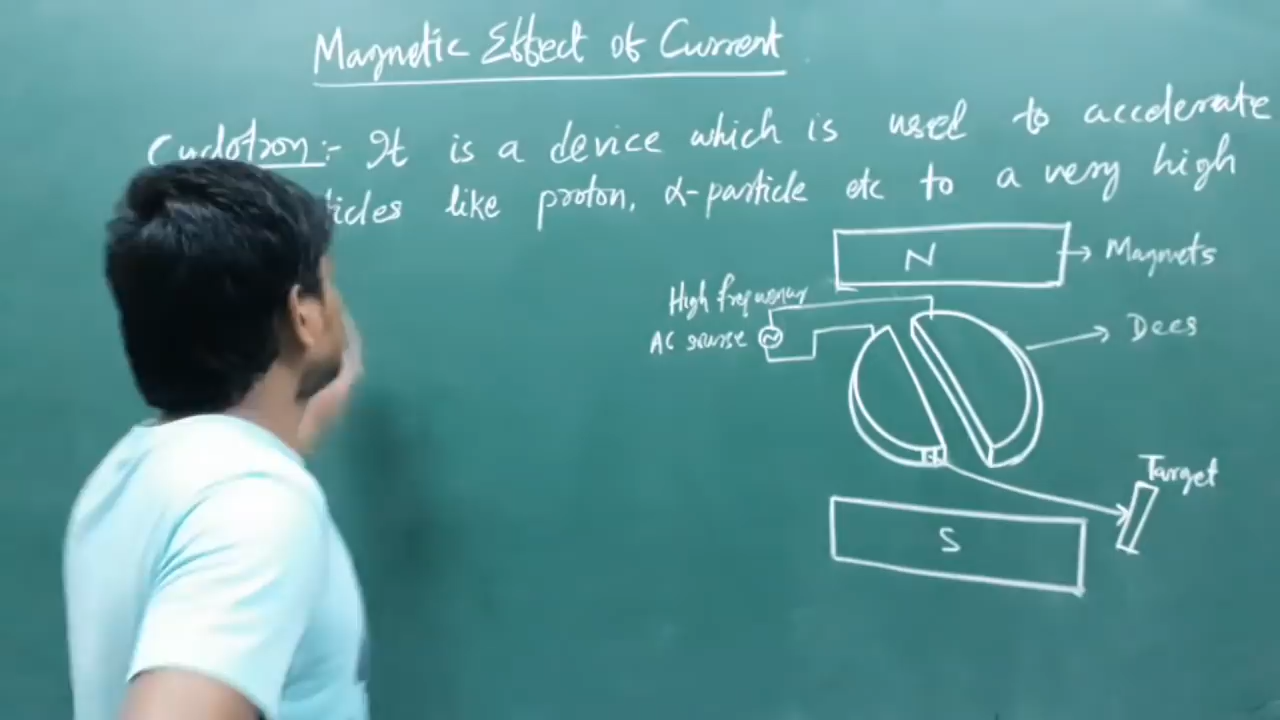 Magnetic Effect of Current
Cyclotron:- It is a device which is used to accelerate
ticles like proton, α-particle etc to a very high
N
Magnets
High frequency
AC sourse
Dees
Target
S